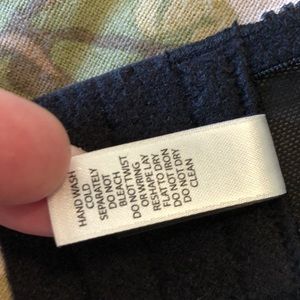 HAND WASH
COLD
SEPARATELY
DO NOT
BLEACH
DO NOT TWIST
OR WRING LAY
RESHAPE LAY
FLAT TO DRY
DO NOT IRON
DO NOT DRY
CLEAN